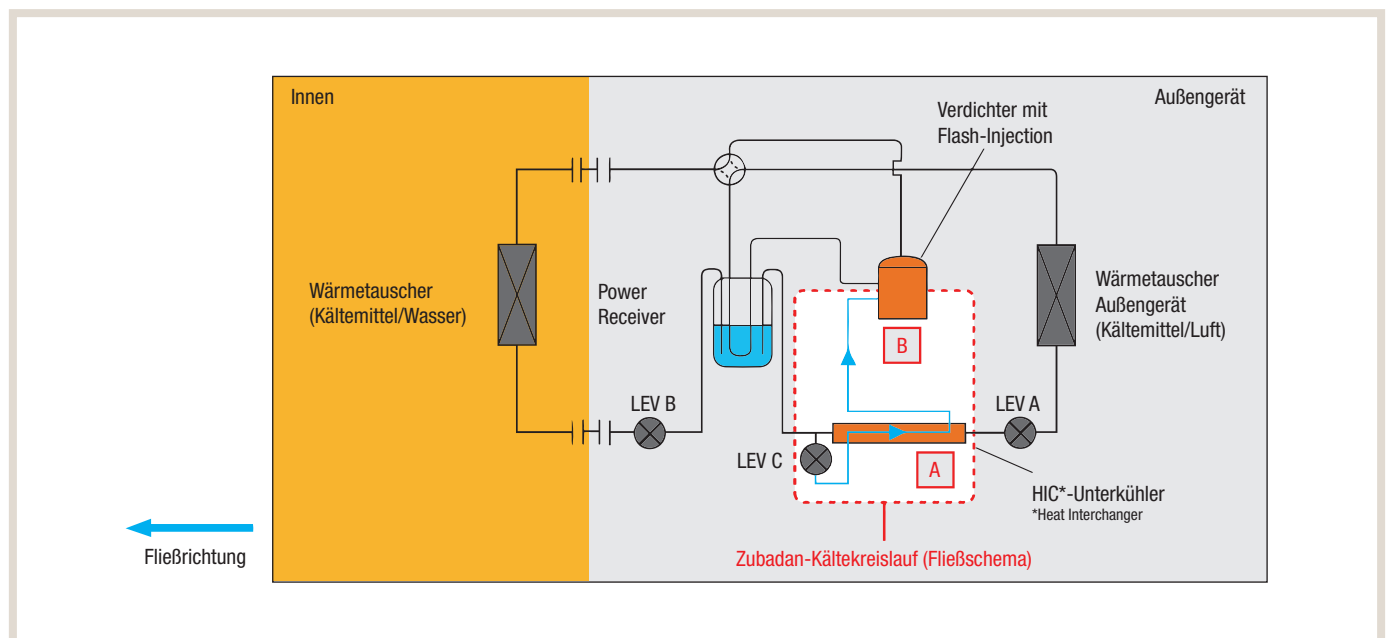 Innen
Außengerät
Verdichter mit
Flash-Injection
Wärmetauscher
(Kältemittel/Wasser)
Power
Receiver
Wärmetauscher
Außengerät
(Kältemittel/Luft)
B
LEV B
LEV A
LEV C
A
HIC*-Unterkühler
*Heat Interchanger
Fließrichtung
Zubadan-Kältekreislauf (Fließschema)